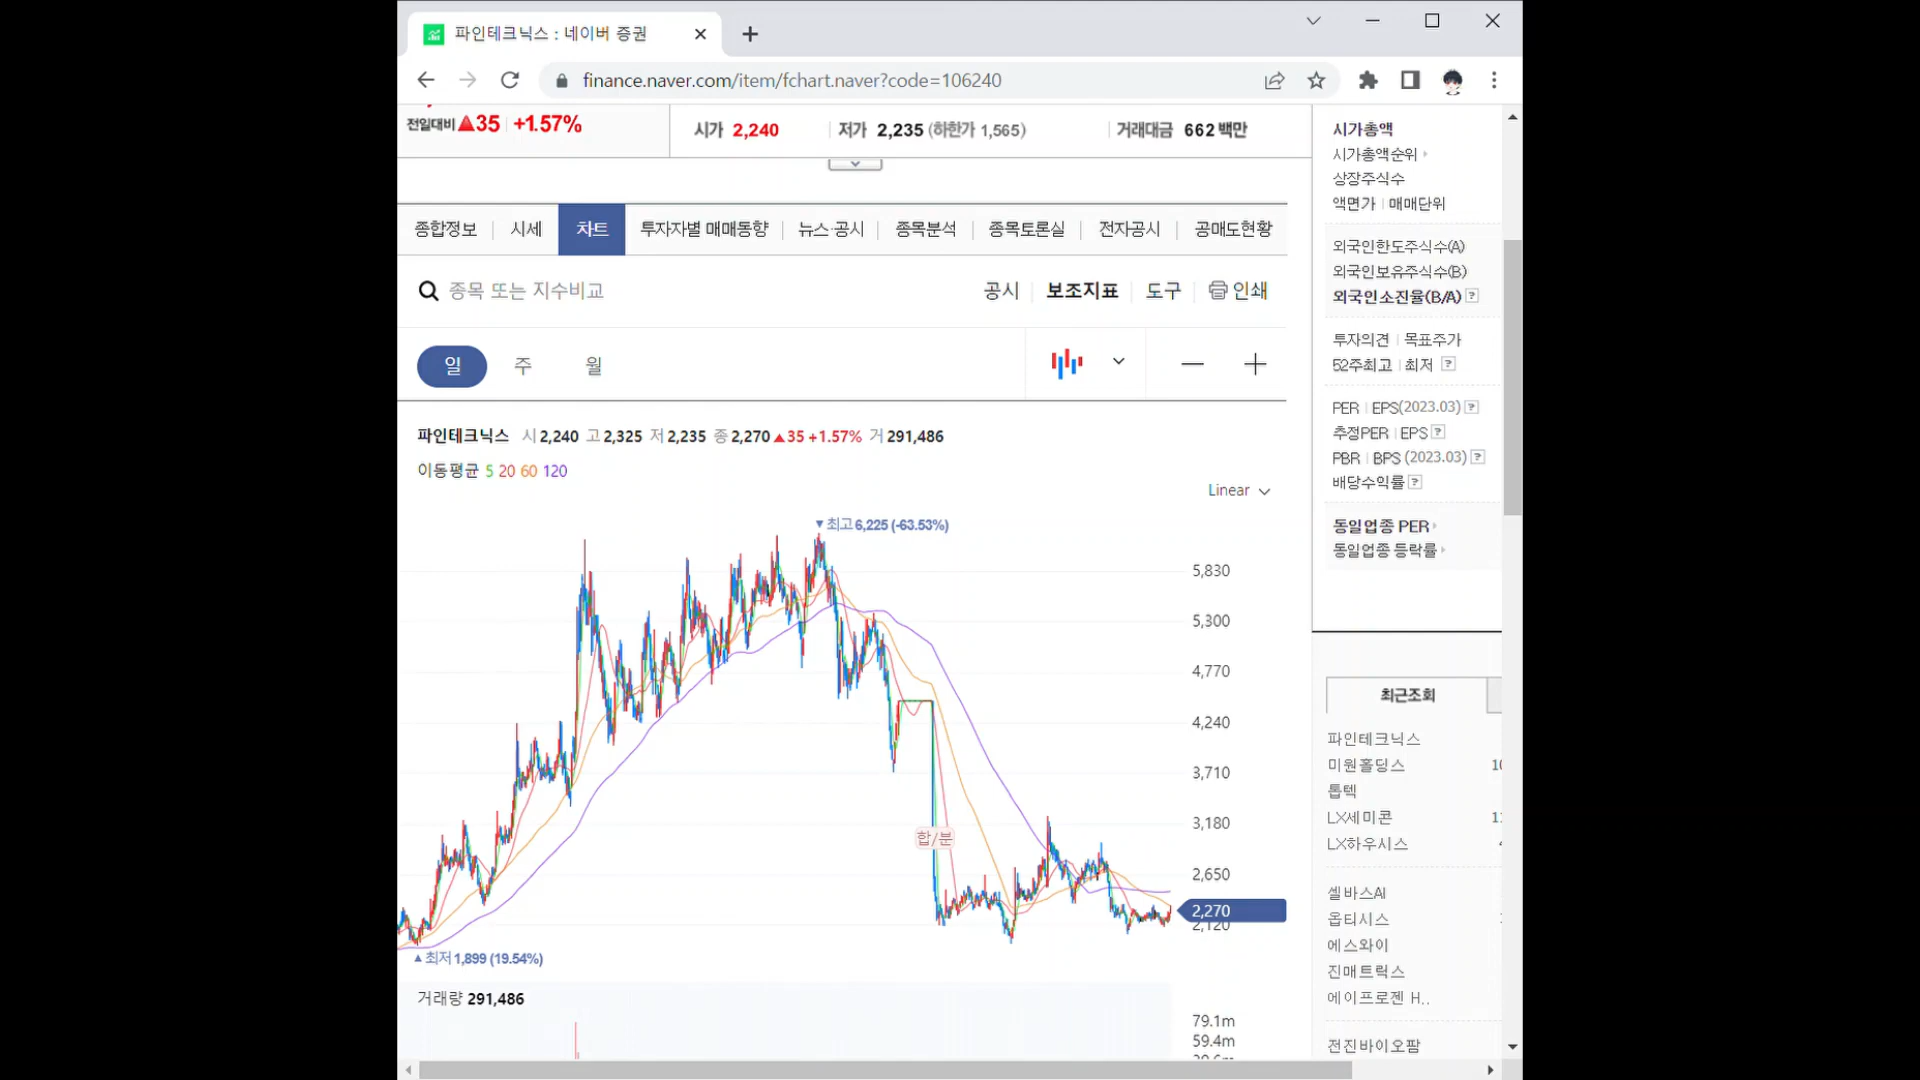 파인테크닉스 : 네이버 증권
finance.naver.com/item/fchart.naver?code=106240
전일대비 ▲35 +1.57%
시가 2,240 저가 2,235 (하한가 1,565) 거래대금 662 백만
종합정보 시세 차트 투자자별 매매동향 뉴스·공시 종목분석 종목토론실 전자공시 공매도현황
종목 또는 지수비교 공시 보조지표 도구 인쇄
일 주 월
파인테크닉스 시 2,240 고 2,325 저 2,235 종 2,270 ▲35 +1.57% 거 291,486
이동평균 5 20 60 120
Linear
▼최고 6,225 (-63.53%)
5,830
5,300
4,770
4,240
3,710
3,180
합/분
2,650
2,270
2,120
▲최저 1,899 (19.54%)
거래량 291,486
79.1m
59.4m
시가총액
시가총액순위
상장주식수
액면가 | 매매단위
외국인한도주식수(A)
외국인보유주식수(B)
외국인소진율(B/A) ?
투자의견 | 목표주가
52주최고 | 최저 ?
PER | EPS(2023.03) ?
추정PER | EPS ?
PBR | BPS (2023.03) ?
배당수익률 ?
동일업종 PER
동일업종 등락률
최근조회
파인테크닉스
미원홀딩스
톱텍
LX세미콘
LX하우시스
셀바스AI
옵티시스
에스와이
진매트릭스
에이프로젠 H..
전진바이오팜